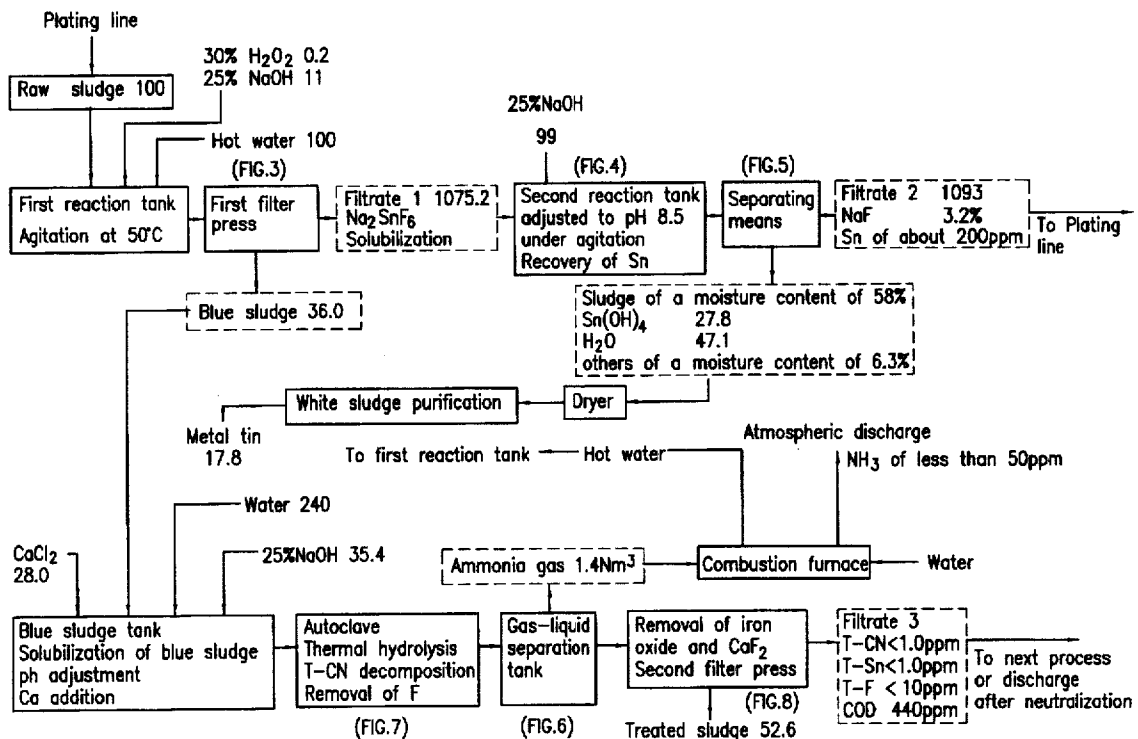 Plating line
30% H₂O₂ 0.2
25% NaOH 11
Raw sludge 100
Hot water 100
25%NaOH
99
(FIG.3)
(FIG.4)
(FIG.5)
First reaction tank
Agitation at 50°C
First filter
press
Filtrate 1 1075.2
Na₂SnF₆
Solubilization
Second reaction tank
adjusted to pH 8.5
under agitation
Recovery of Sn
Separating
means
Filtrate 2 1093
NaF 3.2%
Sn of about 200ppm
To Plating
line
Blue sludge 36.0
Sludge of a moisture content of 58%
Sn(OH)₄ 27.8
H₂O 47.1
others of a moisture content of 6.3%
White sludge purification
Dryer
Metal tin
17.8
Atmospheric discharge
NH₃ of less than 50ppm
To first reaction tank
Hot water
Water 240
CaCl₂
28.0
25%NaOH 35.4
Ammonia gas 1.4Nm³
Combustion furnace
Water
Blue sludge tank
Solubilization of blue sludge
ph adjustment
Ca addition
Autoclave
Thermal hydrolysis
T-CN decomposition
Removal of F
(FIG.7)
Gas-liquid
separation
tank
(FIG.6)
Removal of iron
oxide and CaF₂
Second filter press
(FIG.8)
Treated sludge 52.6
Filtrate 3
T-CN<1.0ppm
T-Sn<1.0ppm
T-F < 10ppm
COD 440ppm
To next process
or discharge
after neutralization